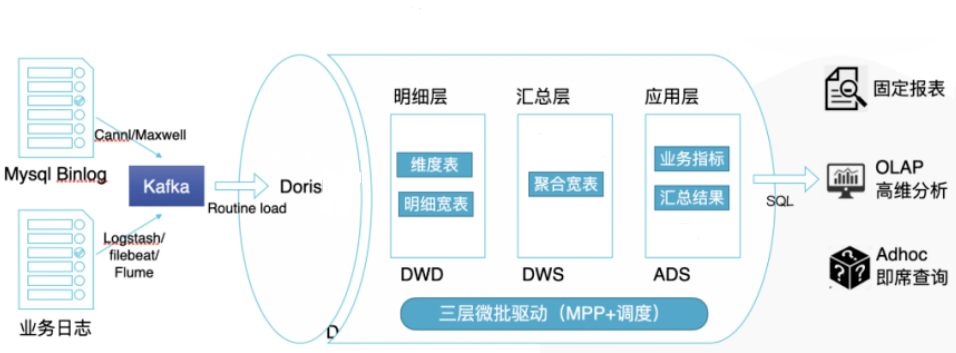 Cannl/Maxwell
Mysql Binlog
Kafka
Logstash/
filebeat/
Flume
业务日志
Routine load
Doris
D
明细层
维度表
明细宽表
DWD
汇总层
聚合宽表
DWS
应用层
业务指标
汇总结果
ADS
三层微批驱动（MPP+调度）
SQL
固定报表
OLAP
高维分析
Adhoc
即席查询